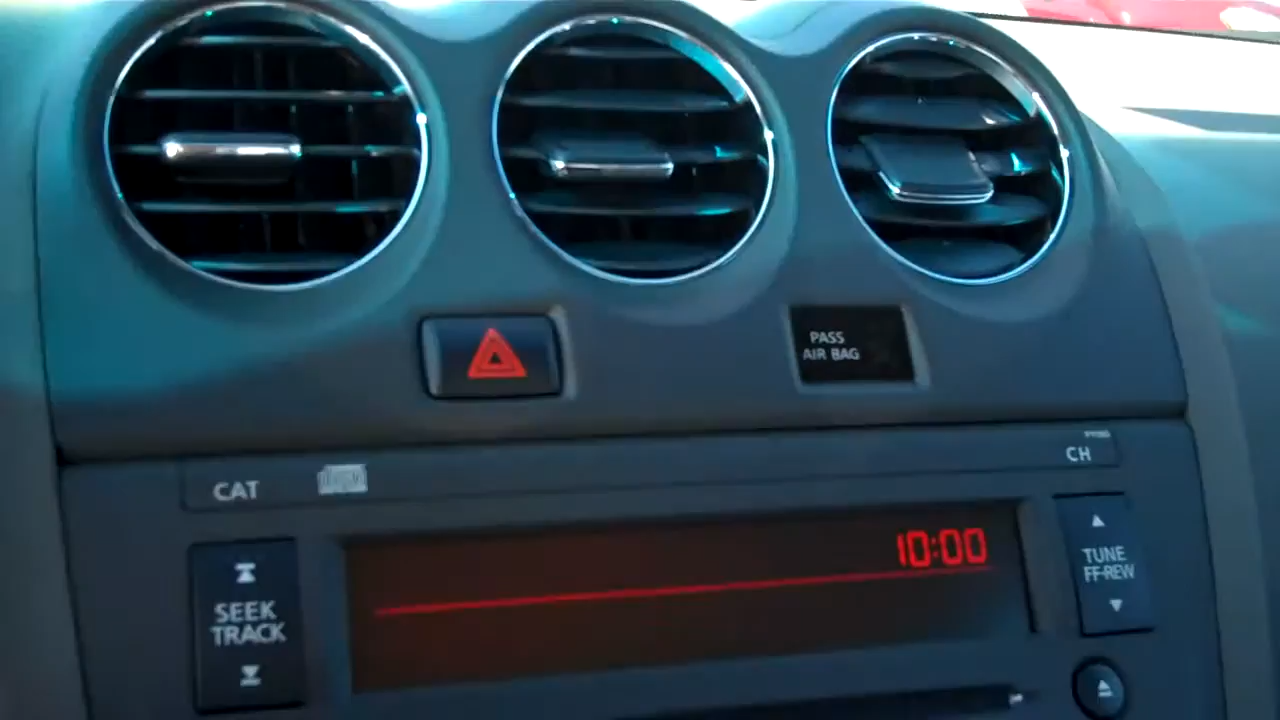 PASS
AIR BAG
CAT
CH
10:00
SEEK
TRACK
TUNE
FF-REW